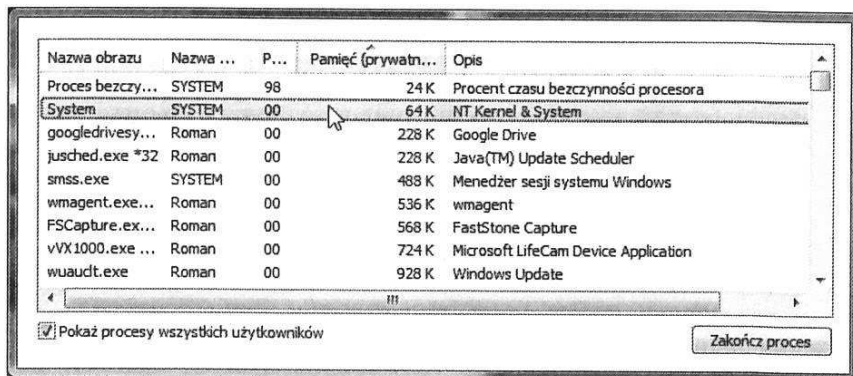 Nazwa obrazu Nazwa ... P... Pamięć (prywatn... Opis
Proces bezczy... SYSTEM 98 24 K Procent czasu bezczynności procesora
System SYSTEM 00 64 K NT Kernel & System
googledrivesy... Roman 00 228 K Google Drive
jusched.exe *32 Roman 00 228 K Java(TM) Update Scheduler
smss.exe SYSTEM 00 488 K Menedżer sesji systemu Windows
wmagent.exe... Roman 00 536 K wmagent
FSCapture.ex... Roman 00 568 K FastStone Capture
vVX1000.exe ... Roman 00 724 K Microsoft LifeCam Device Application
wuauclt.exe Roman 00 928 K Windows Update
Pokaż procesy wszystkich użytkowników
Zakończ proces